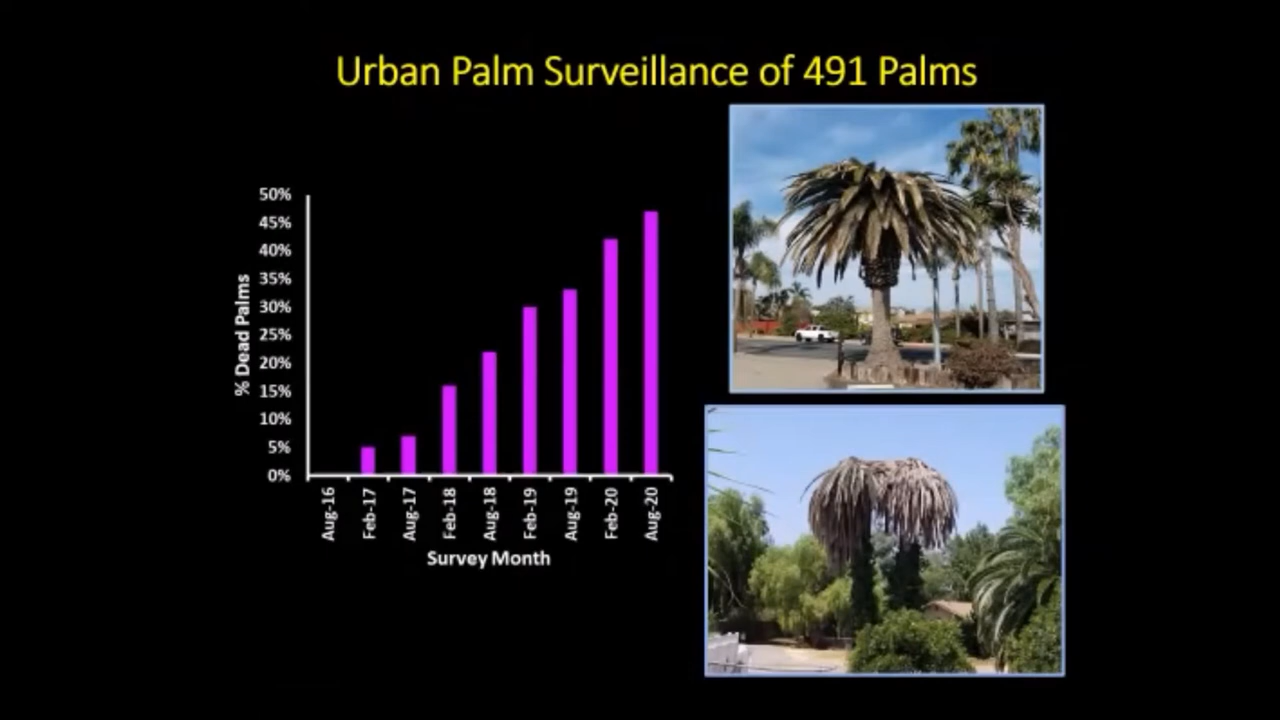 Urban Palm Surveillance of 491 Palms
50%
45%
40%
35%
30%
25%
20%
15%
10%
5%
0%
% Dead Palms
Aug-16
Feb-17
Aug-17
Feb-18
Aug-18
Feb-19
Aug-19
Feb-20
Aug-20
Survey Month